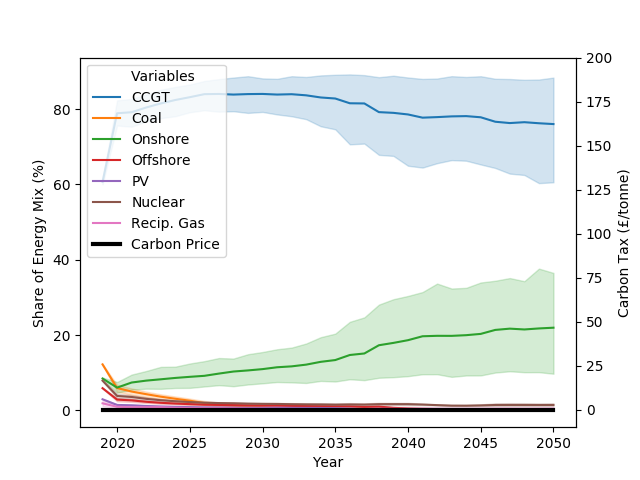 Variables
CCGT
Coal
Onshore
Offshore
PV
Nuclear
Recip. Gas
Carbon Price
Share of Energy Mix (%)
80
60
40
20
0
200
175
150
125
100
75
50
25
0
Carbon Tax (£/tonne)
2020 2025 2030 2035 2040 2045 2050
Year